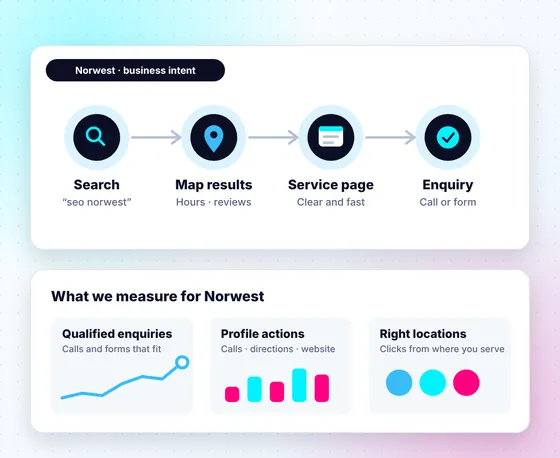 Norwest · business intent
Search
Map results
Service page
Enquiry
“seo norwest”
Hours · reviews
Clear and fast
Call or form
What we measure for Norwest
Qualified enquiries
Calls and forms that fit
Profile actions
Calls · directions · website
Right locations
Clicks from where you serve